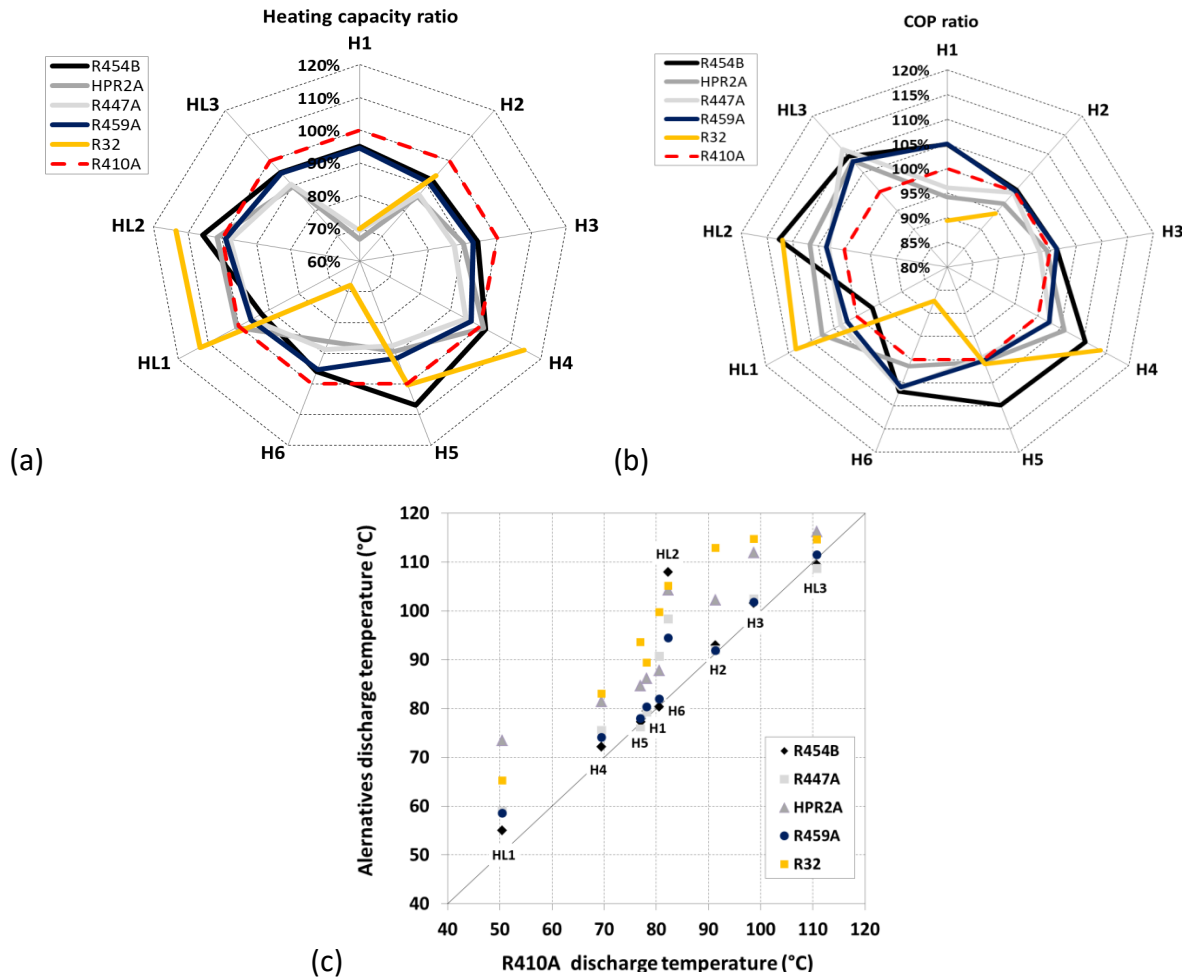 Heating capacity ratio
R454B
HPR2A
R447A
R459A
R32
R410A
H1
H2
H3
H4
H5
H6
HL1
HL2
HL3
120%
110%
100%
90%
80%
70%
60%
(a)
COP ratio
R454B
HPR2A
R447A
R459A
R32
R410A
H1
H2
H3
H4
H5
H6
HL1
HL2
HL3
120%
115%
110%
105%
100%
95%
90%
85%
80%
(b)
Alernatives discharge temperature (°C)
120
110
100
90
80
70
60
50
40
HL2
HL3
H3
H2
H6
H1
H5
H4
HL1
R454B
R447A
HPR2A
R459A
R32
40 50 60 70 80 90 100 110 120
R410A discharge temperature (°C)
(c)